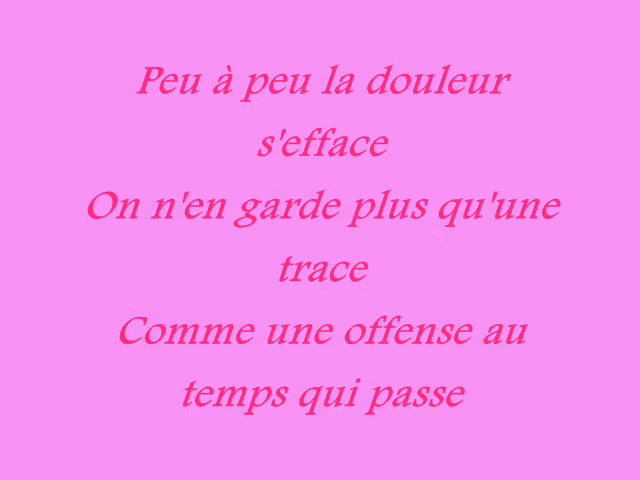 Peu à peu la douleur
s'efface
On n'en garde plus qu'une
trace
Comme une offense au
temps qui passe